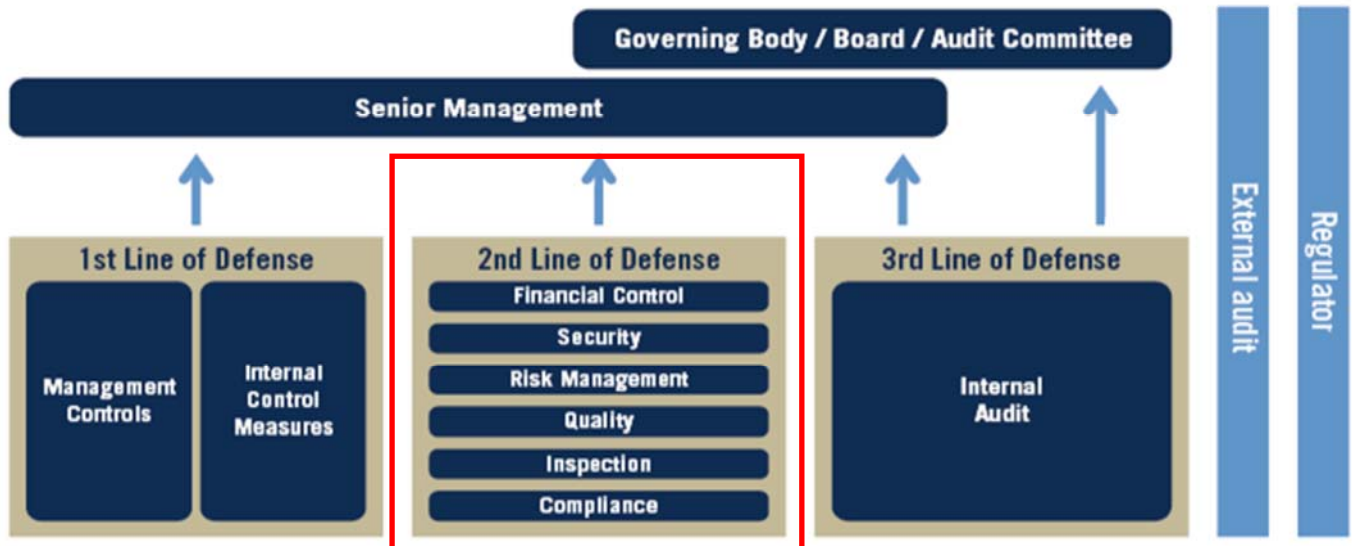 Governing Body / Board / Audit Committee
Senior Management
1st Line of Defense
Management
Controls
Internal
Control
Measures
2nd Line of Defense
Financial Control
Security
Risk Management
Quality
Inspection
Compliance
3rd Line of Defense
Internal
Audit
External audit
Regulator